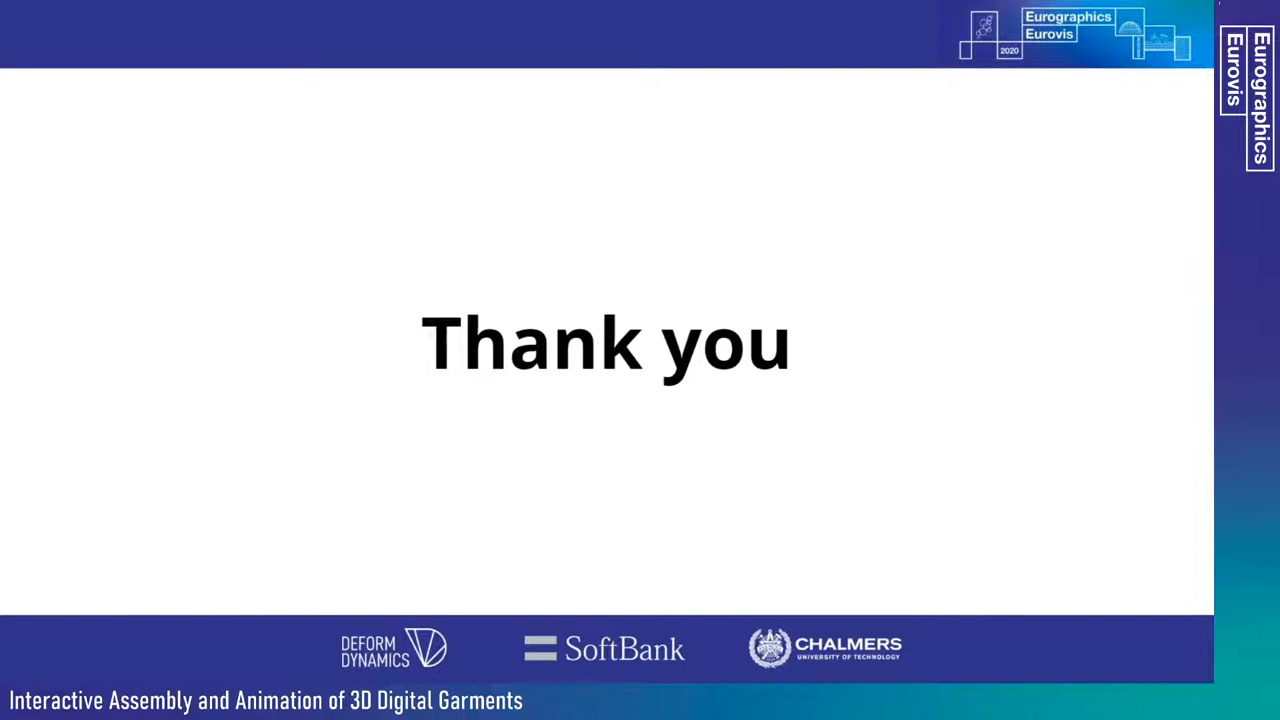 Eurographics
Eurovis
2020
Eurographics
Eurovis
Thank you
DEFORM
DYNAMICS
SoftBank
CHALMERS
UNIVERSITY OF TECHNOLOGY
Interactive Assembly and Animation of 3D Digital Garments